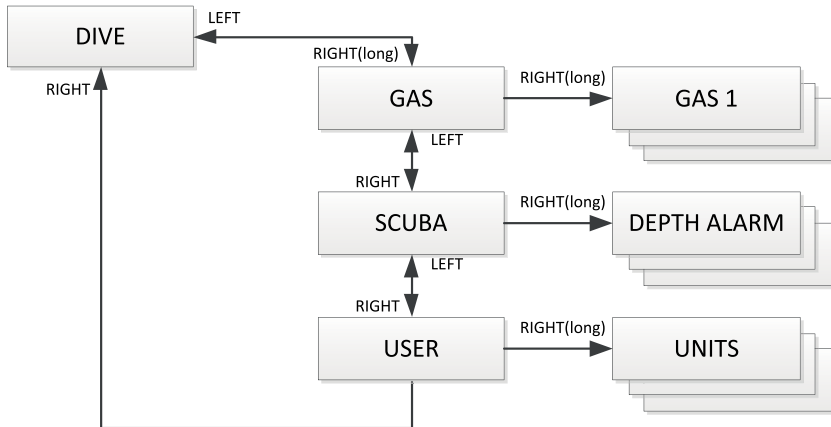 DIVE
LEFT
RIGHT(long)
RIGHT
GAS
RIGHT(long)
GAS 1
LEFT
RIGHT
SCUBA
RIGHT(long)
DEPTH ALARM
LEFT
RIGHT
USER
RIGHT(long)
UNITS